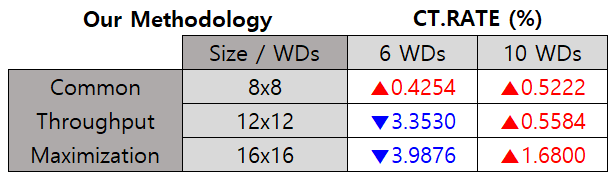 Our Methodology CT.RATE (%)
Size / WDs 6 WDs 10 WDs
Common 8x8 ▲0.4254 ▲0.5222
Throughput 12x12 ▼3.3530 ▲0.5584
Maximization 16x16 ▼3.9876 ▲1.6800